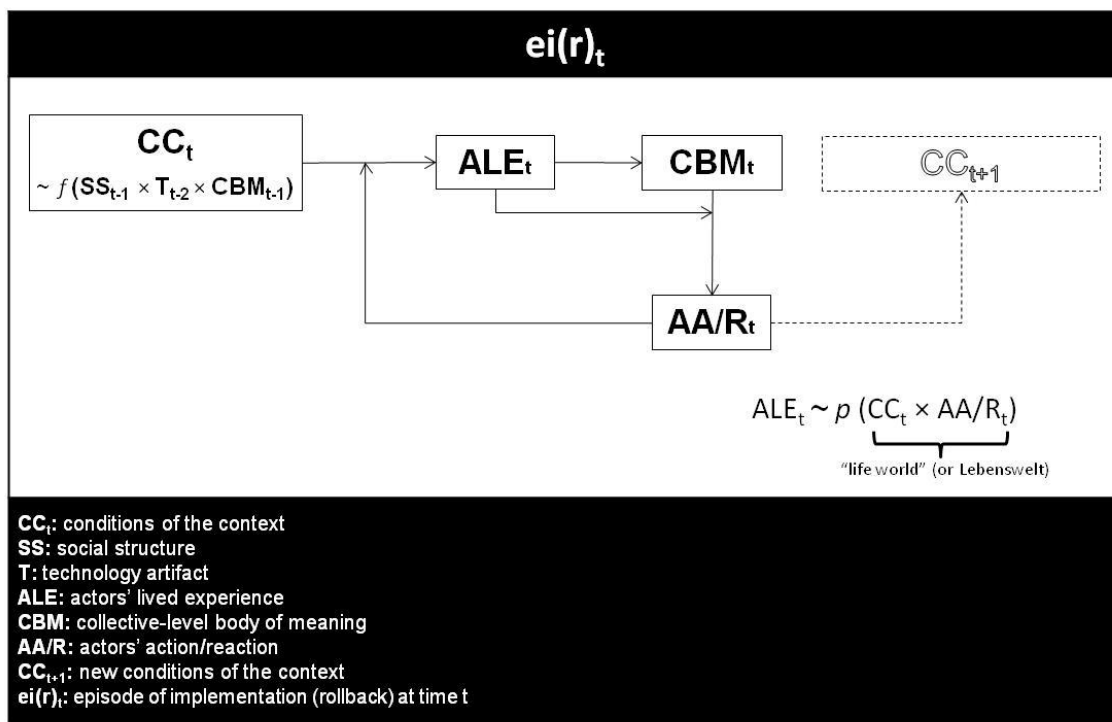 ei(r)t
CCt
~ f(SSt-1 × Tt-2 × CBMt-1)
ALEt
CBMt
CCt+1
AA/Rt
ALEt ~ p (CCt × AA/Rt)
“life world” (or Lebenswelt)
CCt: conditions of the context
SS: social structure
T: technology artifact
ALE: actors’ lived experience
CBM: collective-level body of meaning
AA/R: actors’ action/reaction
CCt+1: new conditions of the context
ei(r)t: episode of implementation (rollback) at time t